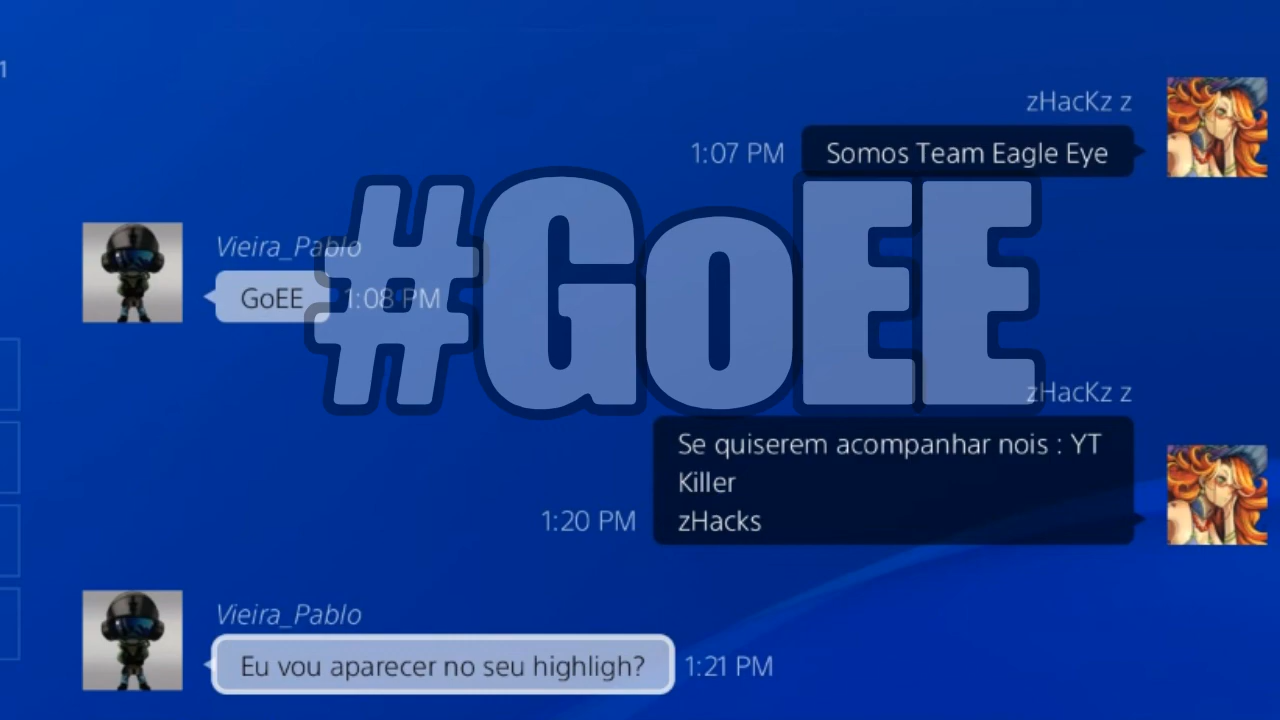 1
zHacKz z
1:07 PM
Somos Team Eagle Eye
#GoEE
Vieira_Pablo
GoEE
1:08 PM
zHacKz z
Se quiserem acompanhar nois : YT
Killer
zHacks
1:20 PM
Vieira_Pablo
Eu vou aparecer no seu highligh?
1:21 PM